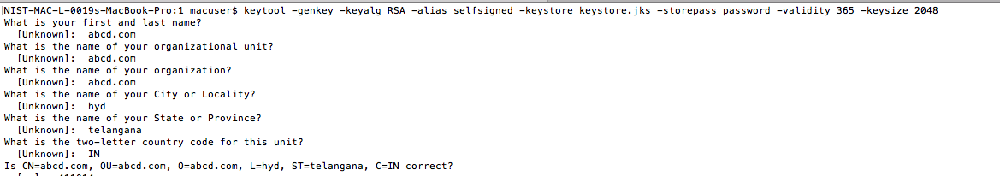 [NIST-MAC-L-0019s-MacBook-Pro:1 macuser$ keytool -genkey -keyalg RSA -alias selfsigned -keystore keystore.jks -storepass password -validity 365 -keysize 2048
What is your first and last name?
[Unknown]:  abcd.com
What is the name of your organizational unit?
[Unknown]:  abcd.com
What is the name of your organization?
[Unknown]:  abcd.com
What is the name of your City or Locality?
[Unknown]:  hyd
What is the name of your State or Province?
[Unknown]:  telangana
What is the two-letter country code for this unit?
[Unknown]:  IN
Is CN=abcd.com, OU=abcd.com, O=abcd.com, L=hyd, ST=telangana, C=IN correct?